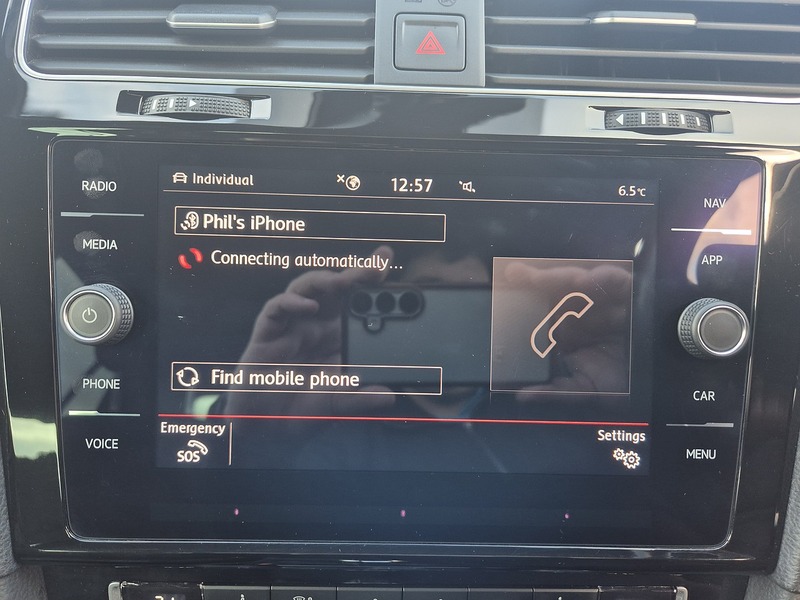 RADIO
MEDIA
PHONE
VOICE
Individual
12:57
6.5°C
Phil's iPhone
Connecting automatically...
Find mobile phone
Emergency
SOS
Settings
NAV
APP
CAR
MENU